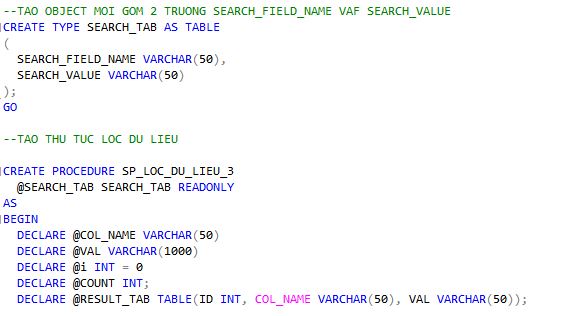 --TAO OBJECT MOI GOM 2 TRUONG SEARCH_FIELD_NAME VAF SEARCH_VALUE
CREATE TYPE SEARCH_TAB AS TABLE
(
  SEARCH_FIELD_NAME VARCHAR(50),
  SEARCH_VALUE VARCHAR(50)
);
GO

--TAO THU TUC LOC DU LIEU

CREATE PROCEDURE SP_LOC_DU_LIEU_3
  @SEARCH_TAB SEARCH_TAB READONLY
AS
BEGIN
  DECLARE @COL_NAME VARCHAR(50)
  DECLARE @VAL VARCHAR(1000)
  DECLARE @i INT = 0
  DECLARE @COUNT INT;
  DECLARE @RESULT_TAB TABLE(ID INT, COL_NAME VARCHAR(50), VAL VARCHAR(50));